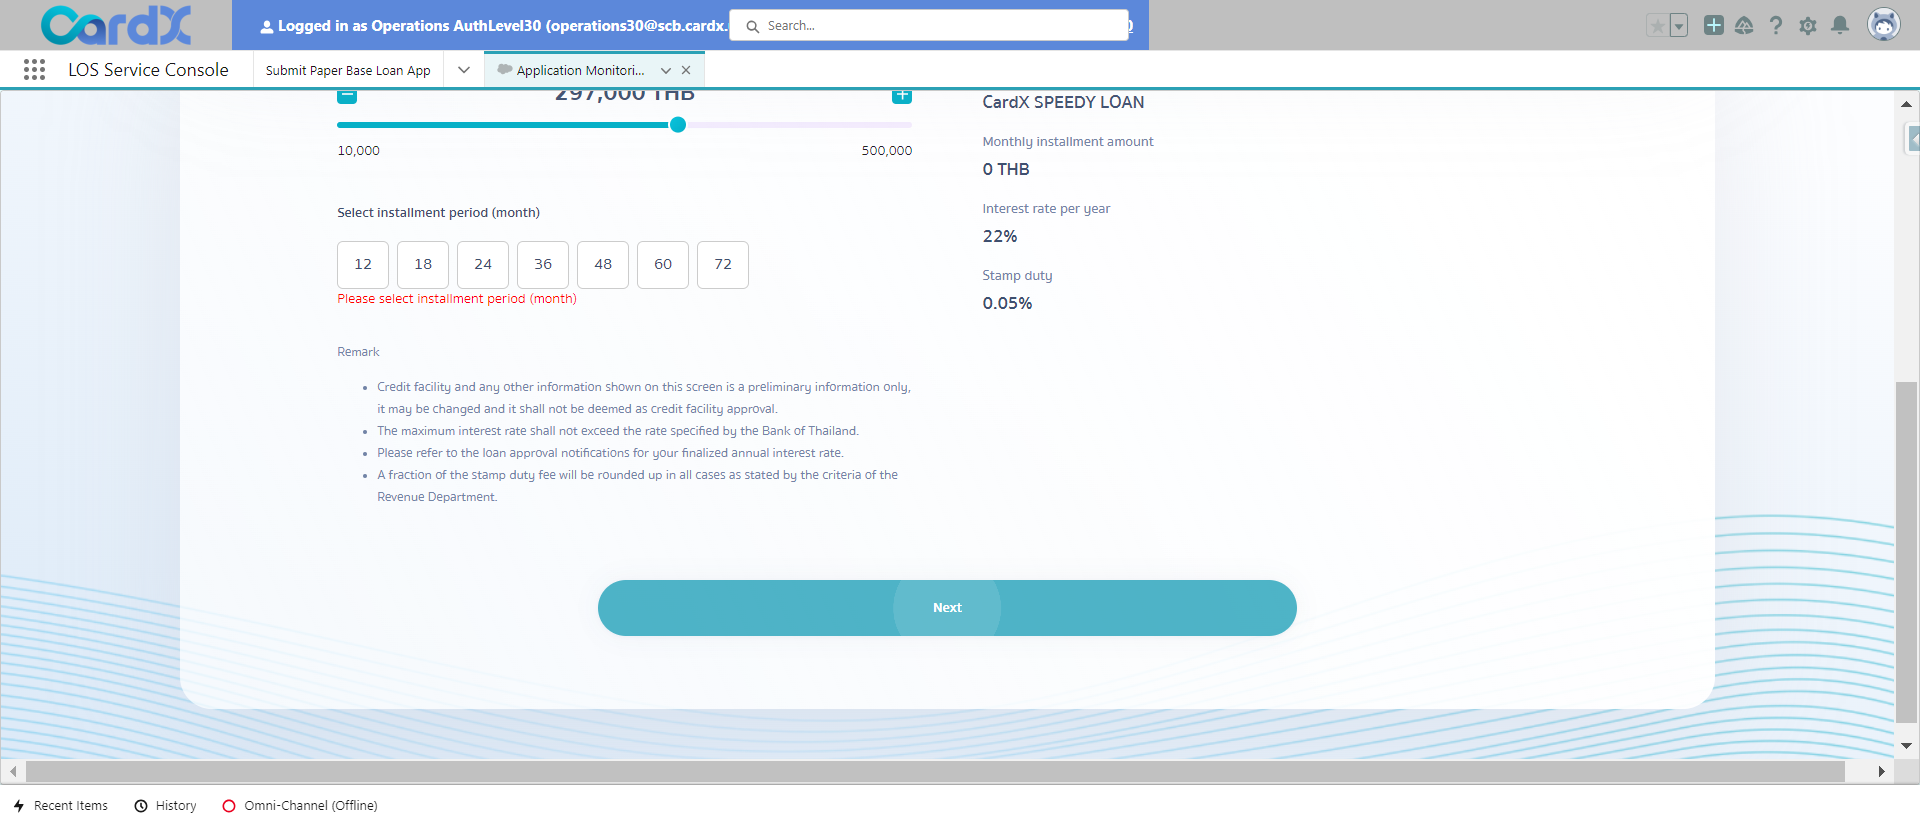 CardX
Logged in as Operations AuthLevel30 (operations30@scb.cardx.
Search...
LOS Service Console
Submit Paper Base Loan App
Application Monitori...
297,000 THB
10,000
500,000
Select installment period (month)
12
18
24
36
48
60
72
Please select installment period (month)
Remark
Credit facility and any other information shown on this screen is a preliminary information only,
it may be changed and it shall not be deemed as credit facility approval.
The maximum interest rate shall not exceed the rate specified by the Bank of Thailand.
Please refer to the loan approval notifications for your finalized annual interest rate.
A fraction of the stamp duty fee will be rounded up in all cases as stated by the criteria of the
Revenue Department.
CardX SPEEDY LOAN
Monthly installment amount
0 THB
Interest rate per year
22%
Stamp duty
0.05%
Next
Recent Items
History
Omni-Channel (Offline)